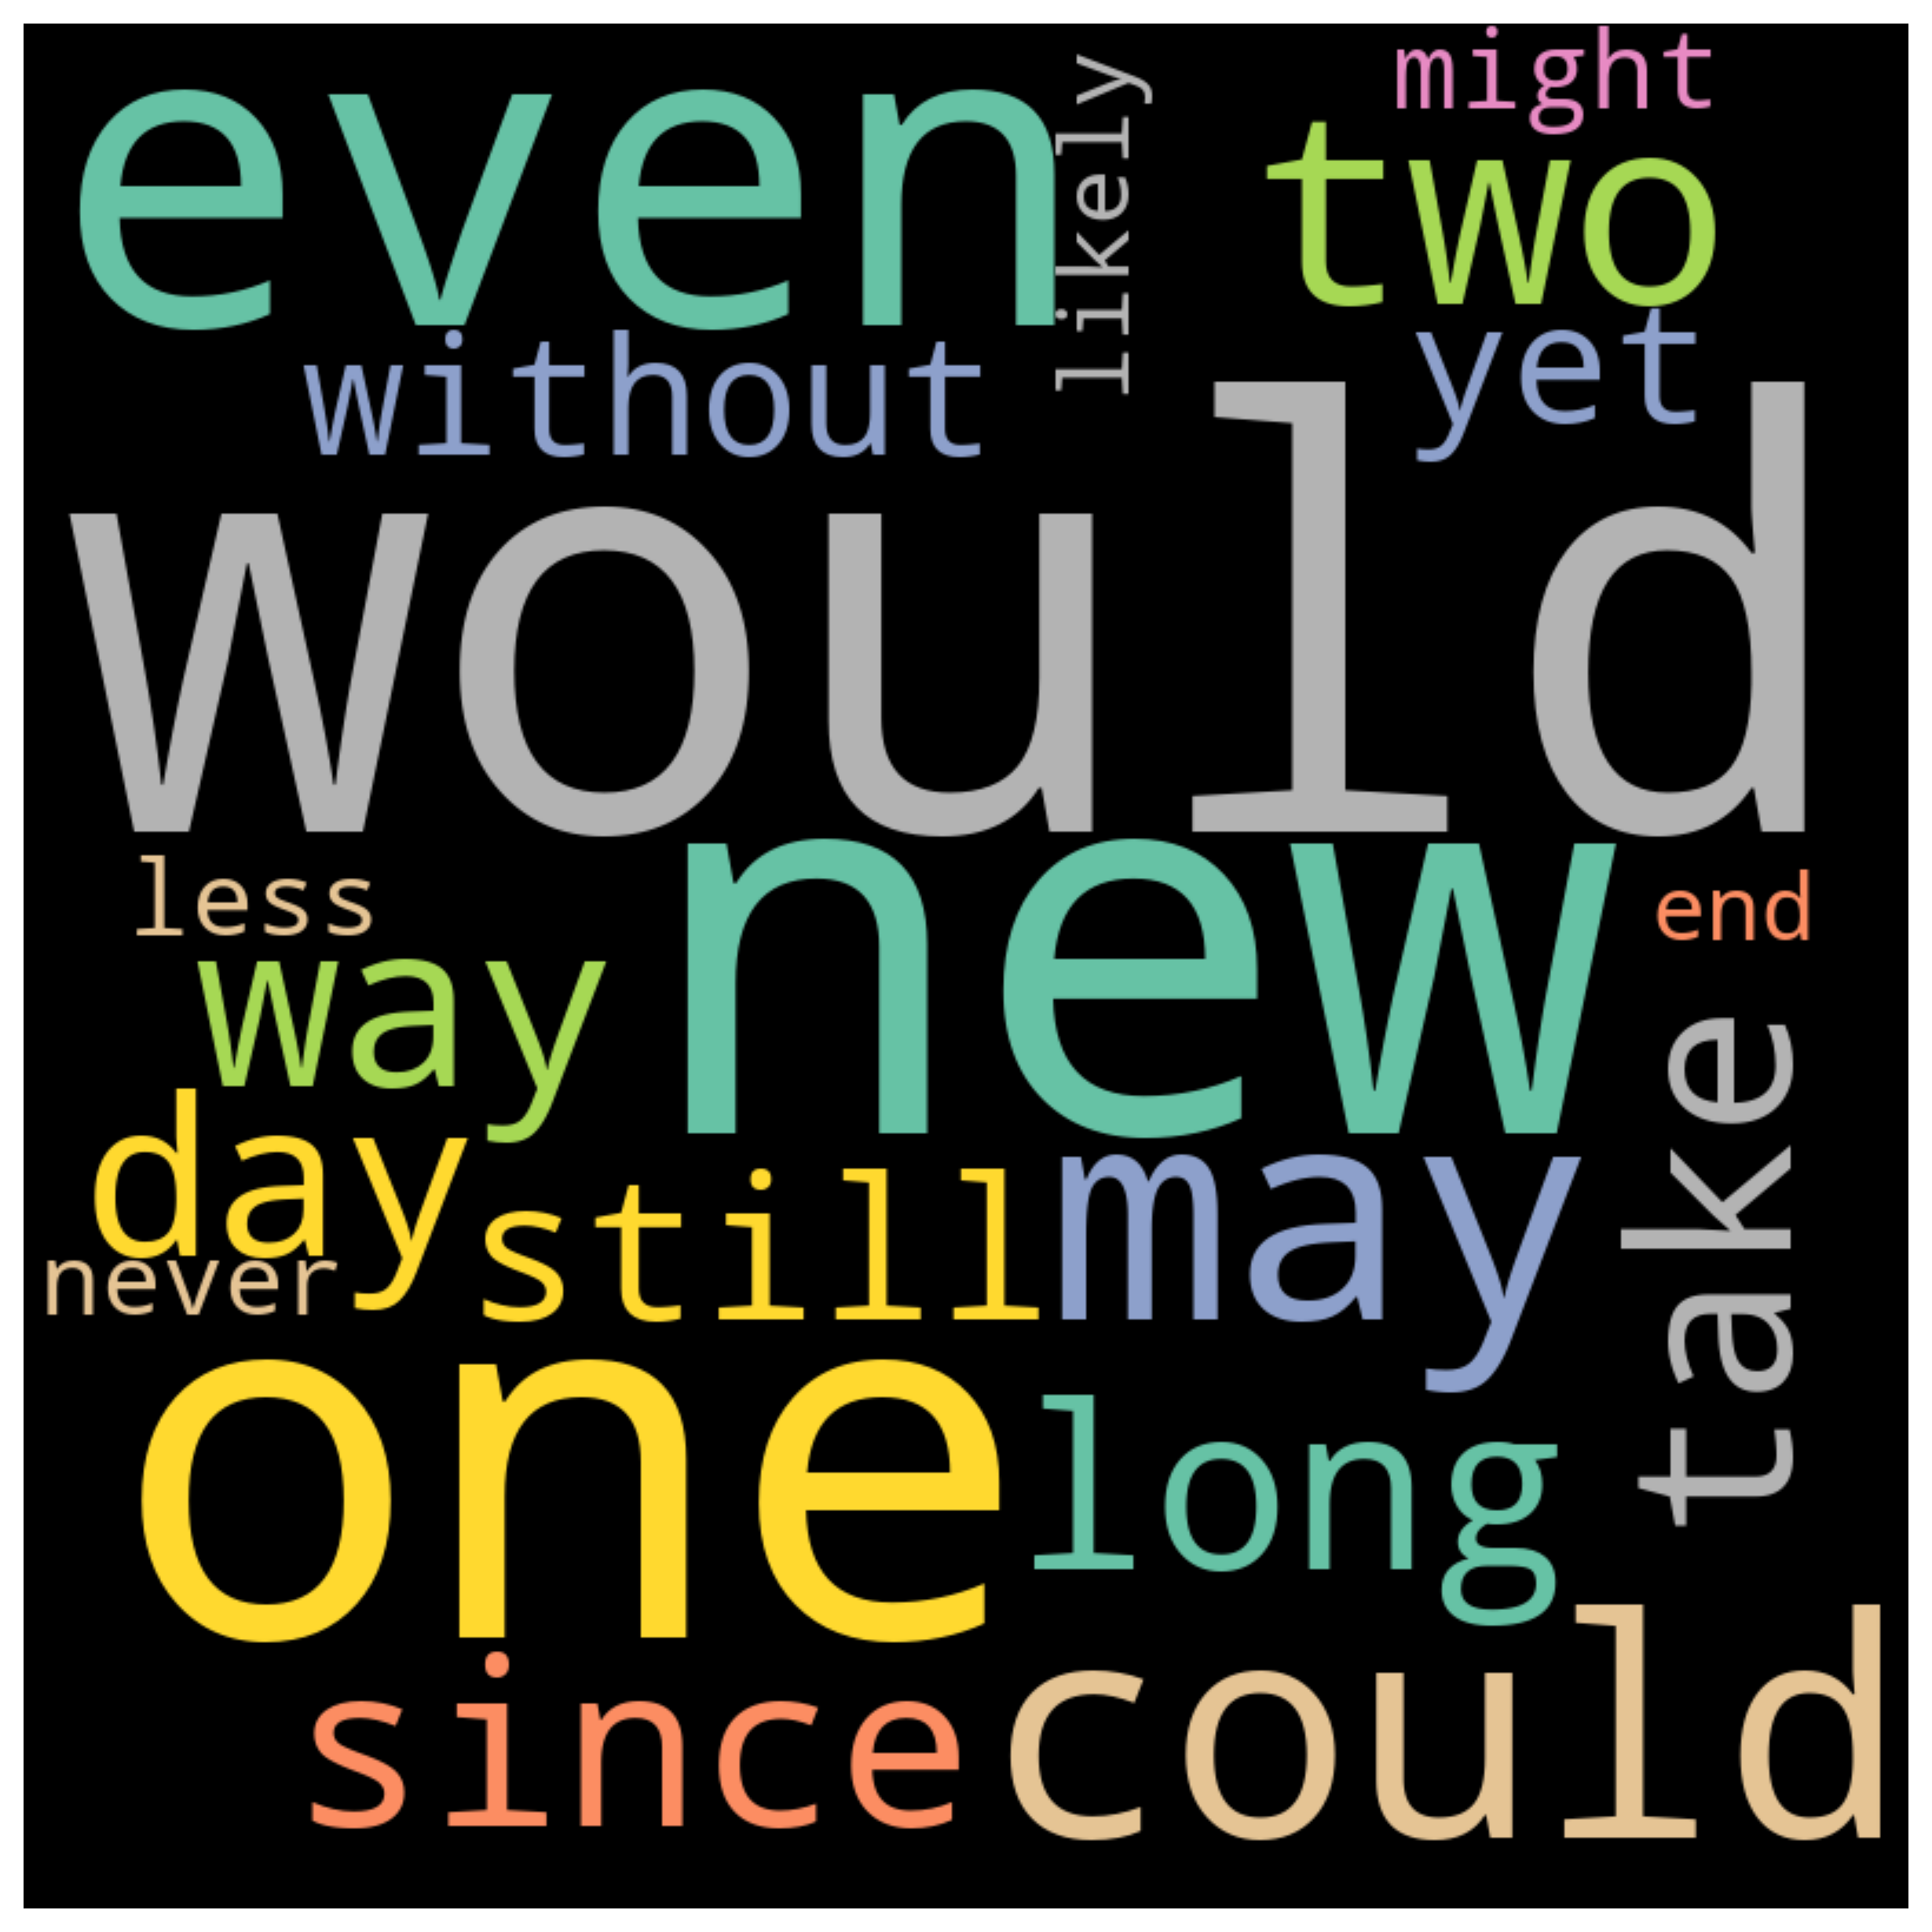 might
even
likely
two
without
yet
would
less
new
end
way
take
day
still
may
never
one
long
since
could